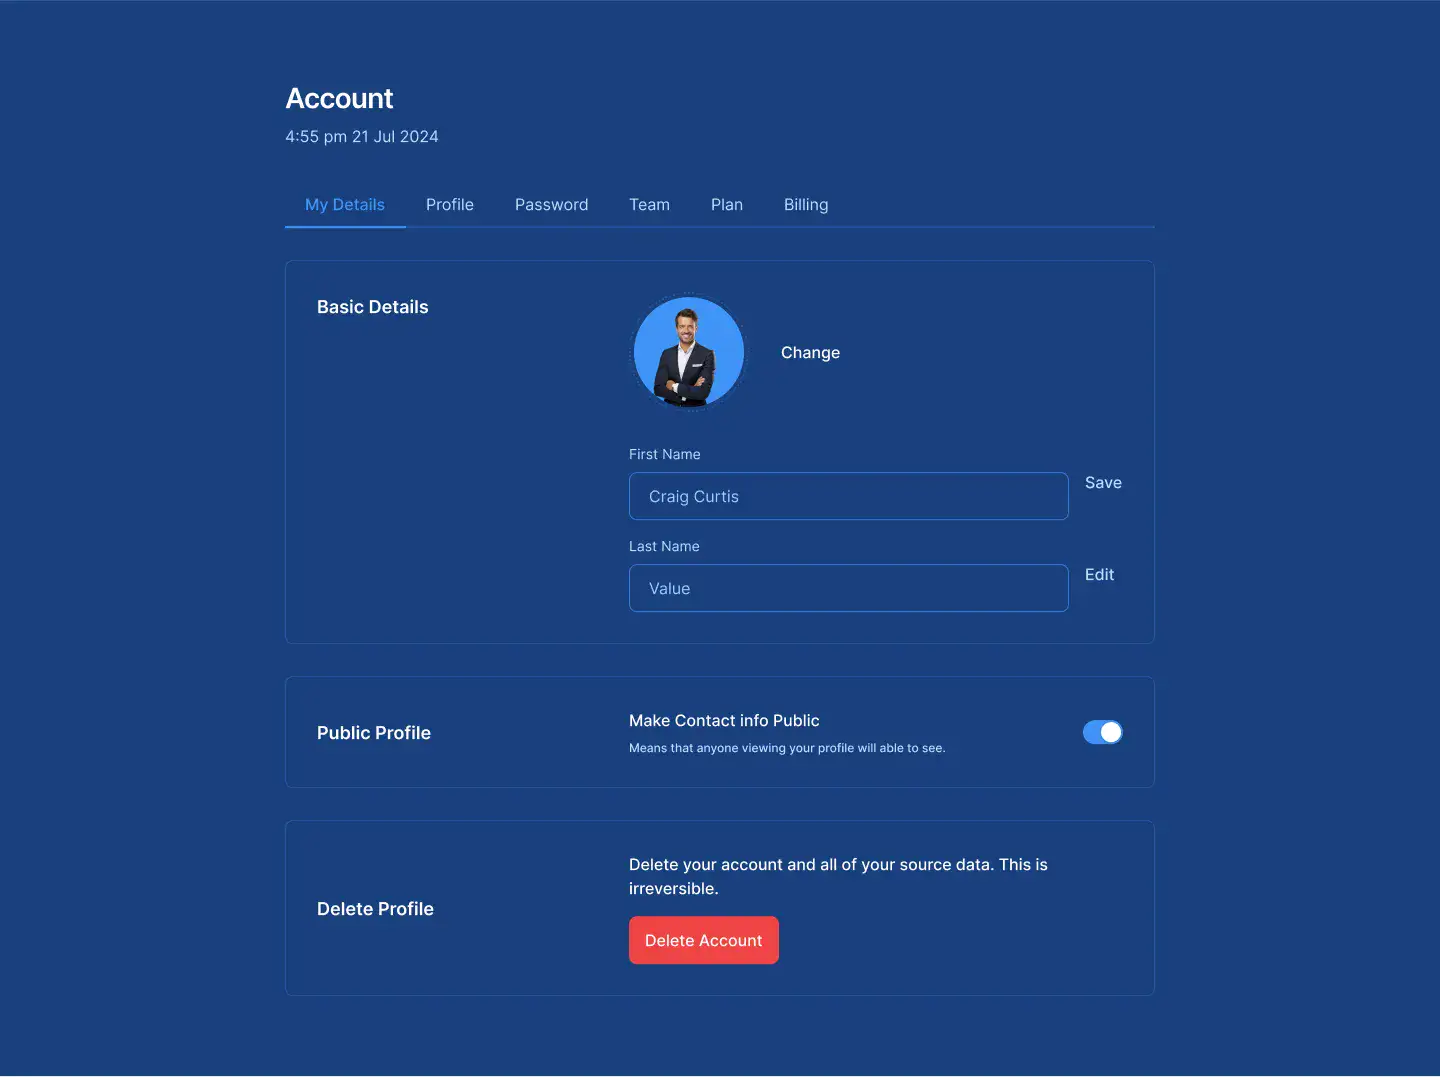 Account
4:55 pm 21 Jul 2024
My Details Profile Password Team Plan Billing
Basic Details
Change
First Name
Craig Curtis
Save
Last Name
Value
Edit
Public Profile
Make Contact info Public
Means that anyone viewing your profile will able to see.
Delete Profile
Delete your account and all of your source data. This is
irreversible.
Delete Account